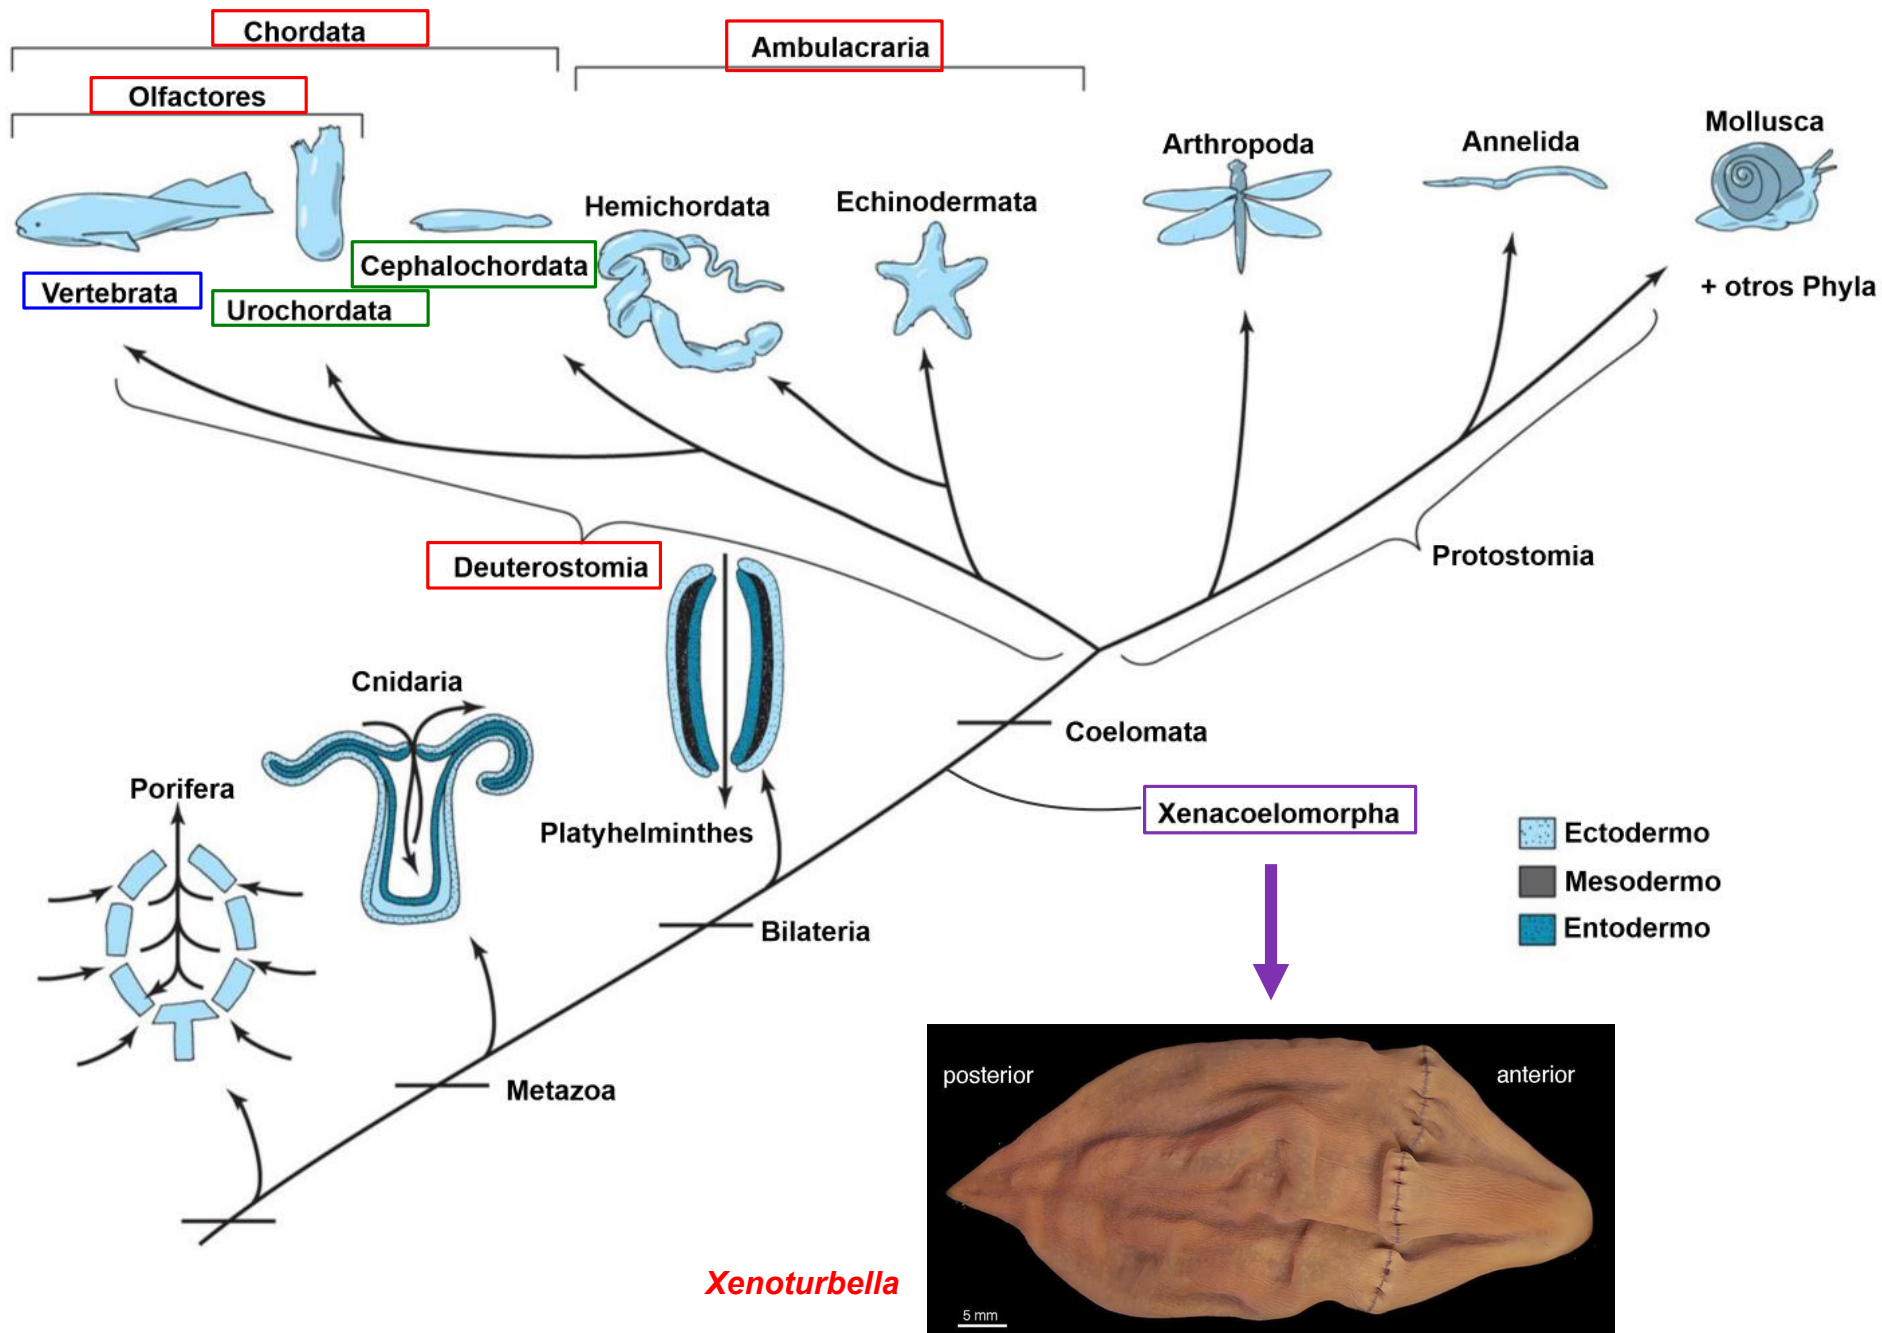 Chordata
Ambulacraria
Olfactores
Mollusca
Arthropoda
Annelida
Hemichordata
Echinodermata
Cephalochordata
Vertebrata
Urochordata
+ otros Phyla
Deuterostomia
Protostomia
Cnidaria
Coelomata
Porifera
Platyhelminthes
Xenacoelomorpha
Ectodermo
Mesodermo
Entodermo
Bilateria
Metazoa
posterior
anterior
Xenoturbella
5 mm